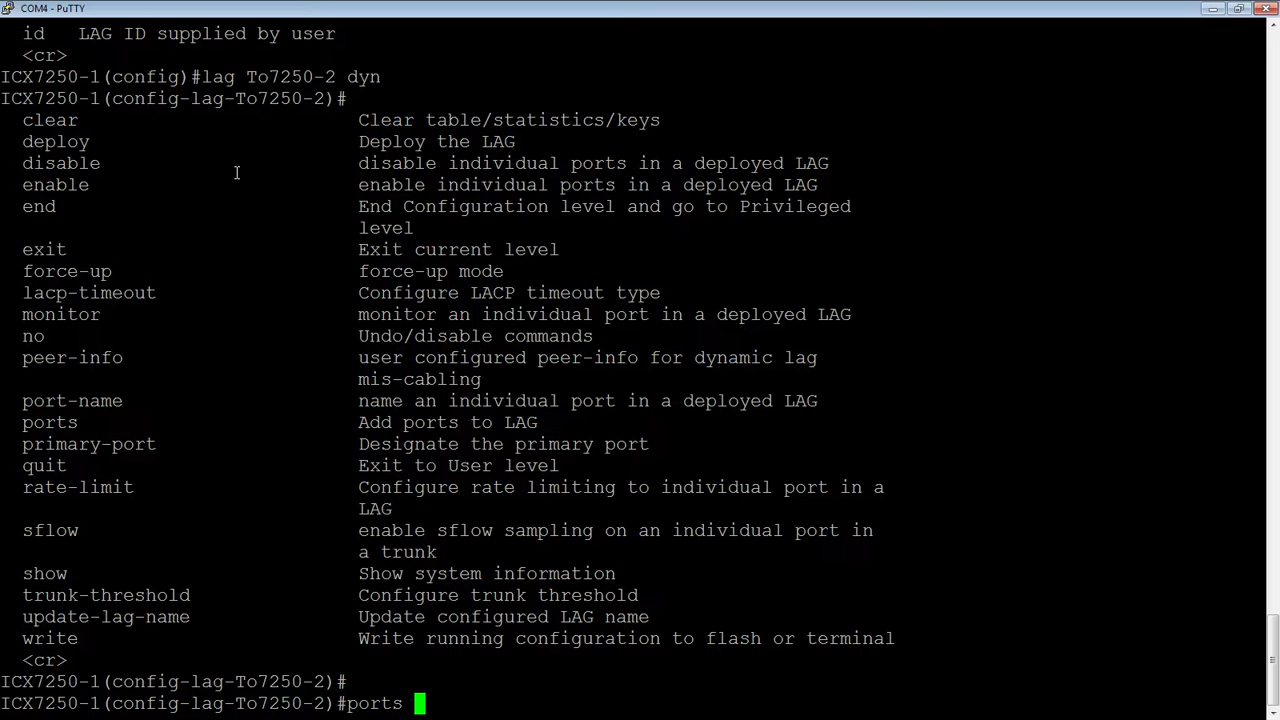 COM4 - PuTTY
id LAG ID supplied by user
<cr>
ICX7250-1(config)#lag To7250-2 dyn
ICX7250-1(config-lag-To7250-2)#
clear Clear table/statistics/keys
deploy Deploy the LAG
disable disable individual ports in a deployed LAG
enable enable individual ports in a deployed LAG
end End Configuration level and go to Privileged
level
exit Exit current level
force-up force-up mode
lacp-timeout Configure LACP timeout type
monitor monitor an individual port in a deployed LAG
no Undo/disable commands
peer-info user configured peer-info for dynamic lag
mis-cabling
port-name name an individual port in a deployed LAG
ports Add ports to LAG
primary-port Designate the primary port
quit Exit to User level
rate-limit Configure rate limiting to individual port in a
LAG
sflow enable sflow sampling on an individual port in
a trunk
show Show system information
trunk-threshold Configure trunk threshold
update-lag-name Update configured LAG name
write Write running configuration to flash or terminal
<cr>
ICX7250-1(config-lag-To7250-2)#
ICX7250-1(config-lag-To7250-2)#ports